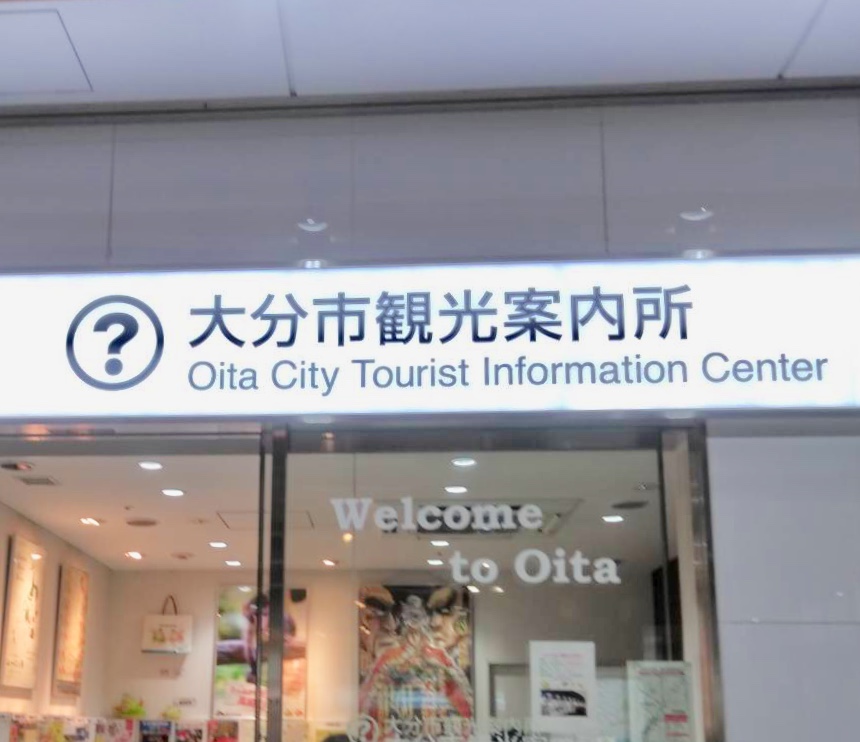 ?
大分市観光案内所
Oita City Tourist Information Center
Welcome
to Oita